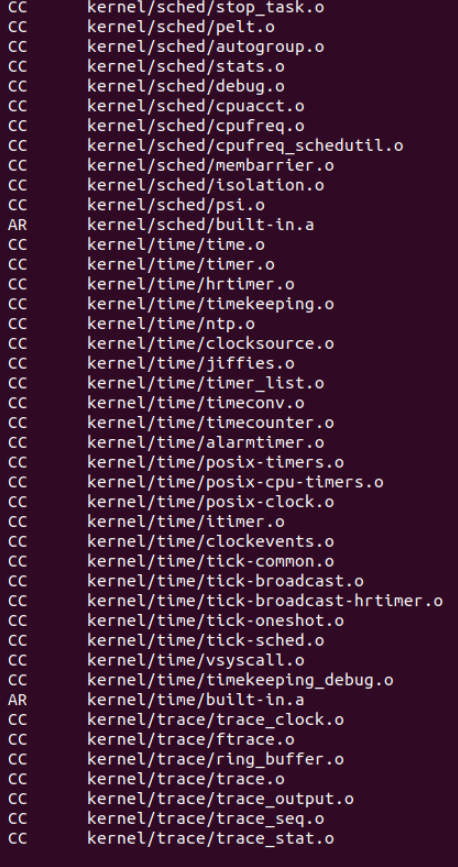 CC kernel/sched/stop_task.o
CC kernel/sched/pelt.o
CC kernel/sched/autogroup.o
CC kernel/sched/stats.o
CC kernel/sched/debug.o
CC kernel/sched/cpuacct.o
CC kernel/sched/cpufreq.o
CC kernel/sched/cpufreq_schedutil.o
CC kernel/sched/membarrier.o
CC kernel/sched/isolation.o
CC kernel/sched/psi.o
AR kernel/sched/built-in.a
CC kernel/time/time.o
CC kernel/time/timer.o
CC kernel/time/hrtimer.o
CC kernel/time/timekeeping.o
CC kernel/time/ntp.o
CC kernel/time/clocksource.o
CC kernel/time/jiffies.o
CC kernel/time/timer_list.o
CC kernel/time/timeconv.o
CC kernel/time/timecounter.o
CC kernel/time/alarmtimer.o
CC kernel/time/posix-timers.o
CC kernel/time/posix-cpu-timers.o
CC kernel/time/posix-clock.o
CC kernel/time/itimer.o
CC kernel/time/clockevents.o
CC kernel/time/tick-common.o
CC kernel/time/tick-broadcast.o
CC kernel/time/tick-broadcast-hrtimer.o
CC kernel/time/tick-oneshot.o
CC kernel/time/tick-sched.o
CC kernel/time/vsyscall.o
CC kernel/time/timekeeping_debug.o
AR kernel/time/built-in.a
CC kernel/trace/trace_clock.o
CC kernel/trace/ftrace.o
CC kernel/trace/ring_buffer.o
CC kernel/trace/trace.o
CC kernel/trace/trace_output.o
CC kernel/trace/trace_seq.o
CC kernel/trace/trace_stat.o